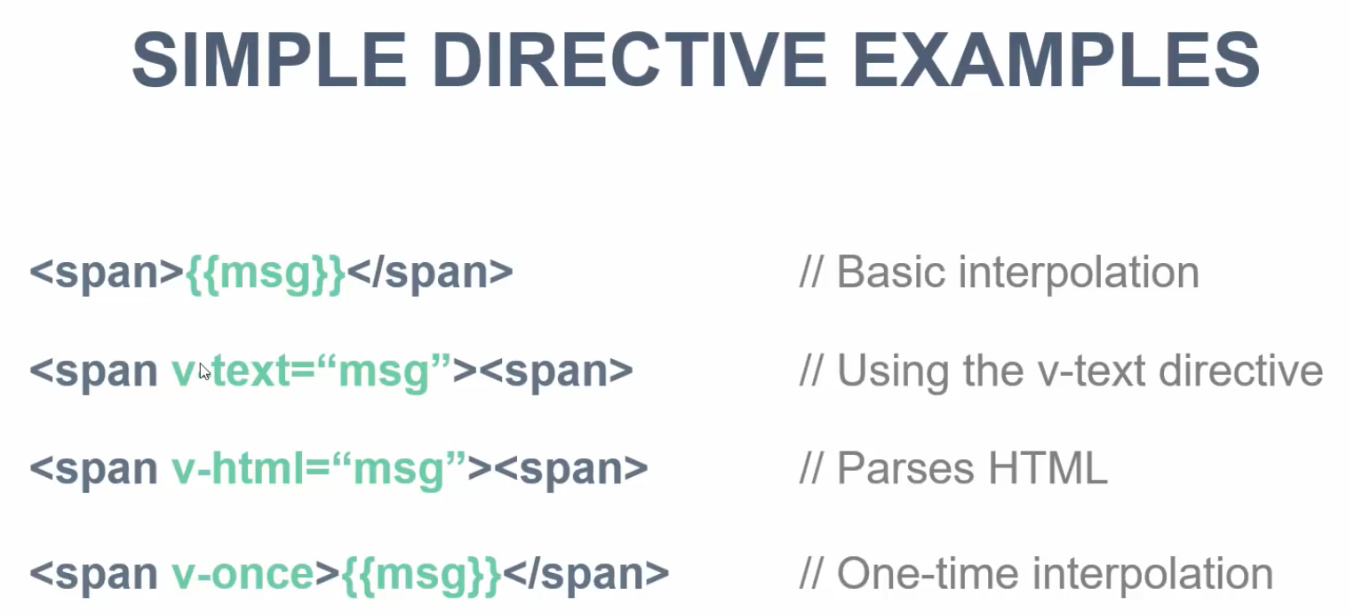 SIMPLE DIRECTIVE EXAMPLES
<span>{{msg}}</span> // Basic interpolation
<span v-text=“msg”><span> // Using the v-text directive
<span v-html=“msg”><span> // Parses HTML
<span v-once>{{msg}}</span> // One-time interpolation